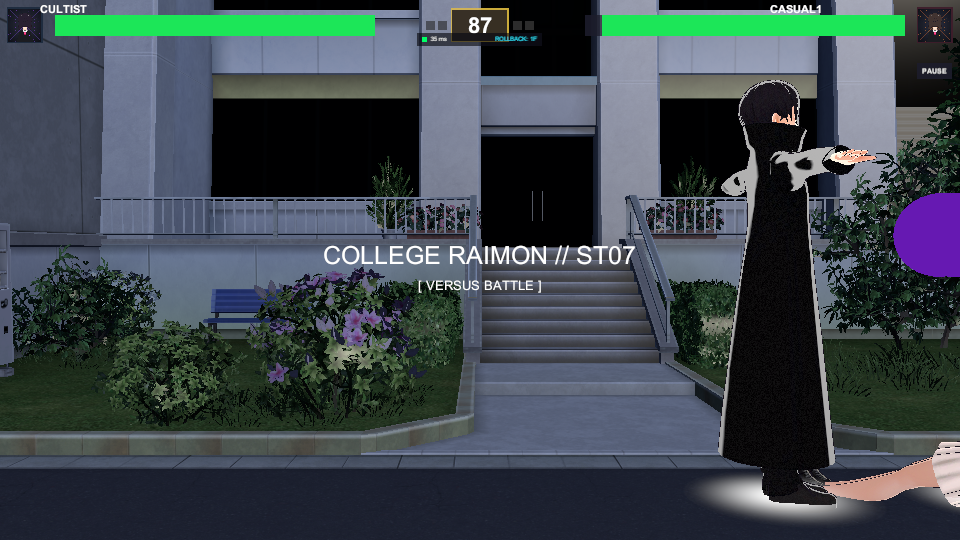 CULTIST
87
CASUAL1
35 ms
ROLLBACK: 1F
PAUSE
COLLEGE RAIMON // ST07
[ VERSUS BATTLE ]